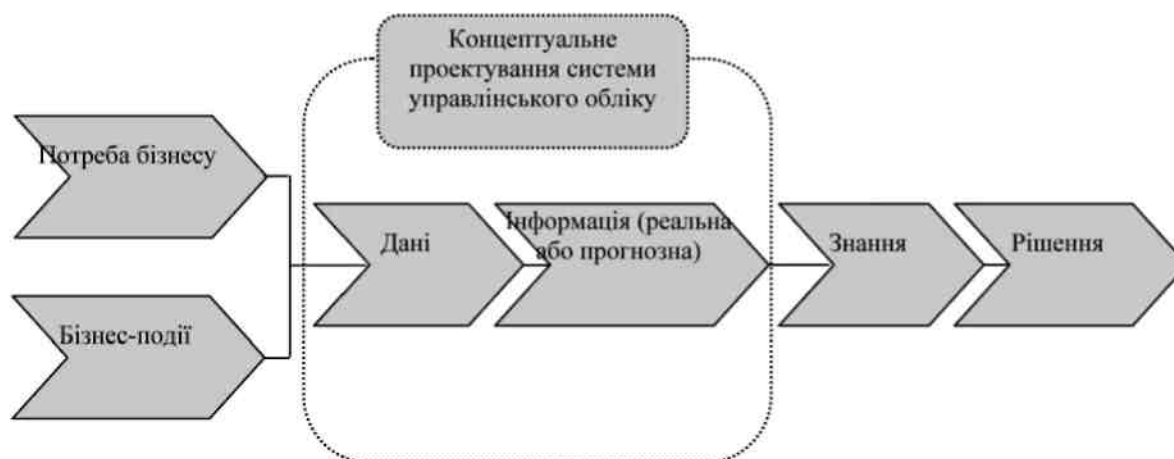 Концептуальне
проектування системи
управлінського обліку
Потреба бізнесу
Дані
Інформація (реальна
або прогнозна)
Знання
Рішення
Бізнес-події